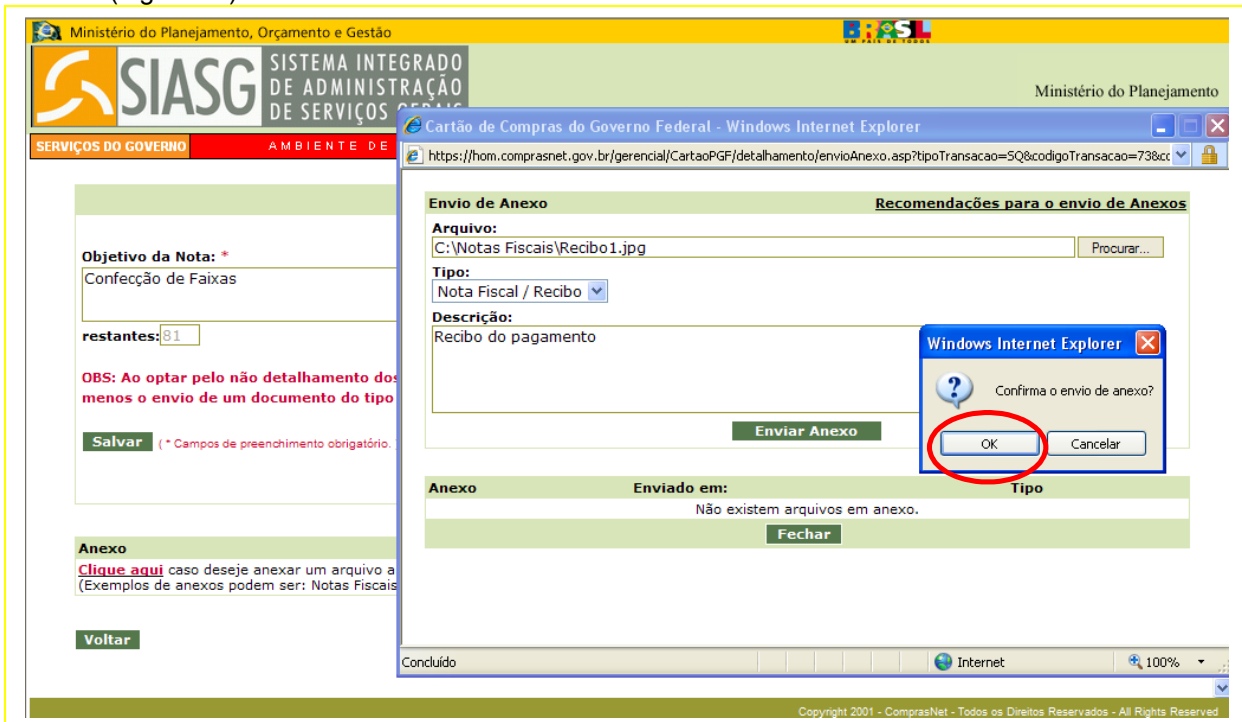 Ministério do Planejamento, Orçamento e Gestão
BRASIL
UM PAÍS DE TODOS
SIASG
SISTEMA INTEGRADO
DE ADMINISTRAÇÃO
DE SERVIÇOS
Ministério do Planejamento
SERVIÇOS DO GOVERNO
AMBIENTE DE
Objetivo da Nota: *
Confecção de Faixas
restantes: 81
OBS: Ao optar pelo não detalhamento dos
menos o envio de um documento do tipo
Salvar ( * Campos de preenchimento obrigatório.
Anexo
Clique aqui caso deseje anexar um arquivo a
(Exemplos de anexos podem ser: Notas Fiscais
Voltar
Cartão de Compras do Governo Federal - Windows Internet Explorer
https://hom.comprasnet.gov.br/gerencial/CartaoPGF/detalhamento/envioAnexo.asp?tipoTransacao=SQ&codigoTransacao=73&cc
Envio de Anexo
Recomendações para o envio de Anexos
Arquivo:
C:\Notas Fiscais\Recibo1.jpg
Procurar...
Tipo:
Nota Fiscal / Recibo
Descrição:
Recibo do pagamento
Enviar Anexo
Windows Internet Explorer
Confirma o envio de anexo?
OK
Cancelar
Anexo Enviado em: Tipo
Não existem arquivos em anexo.
Fechar
Concluído
Internet
100%
Copyright 2001 - ComprasNet - Todos os Direitos Reservados - All Rights Reserved